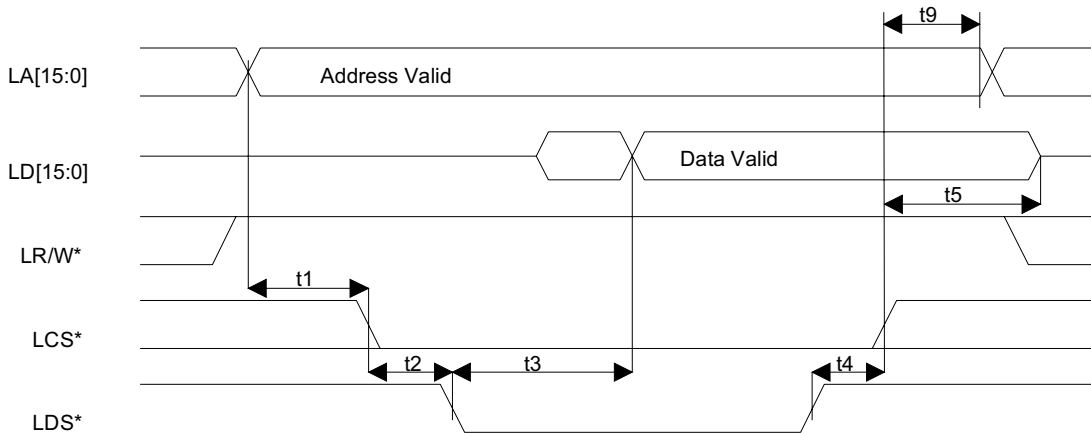 t9
LA[15:0]
Address Valid
LD[15:0]
Data Valid
t5
LR/W*
t1
LCS*
t2
t3
t4
LDS*